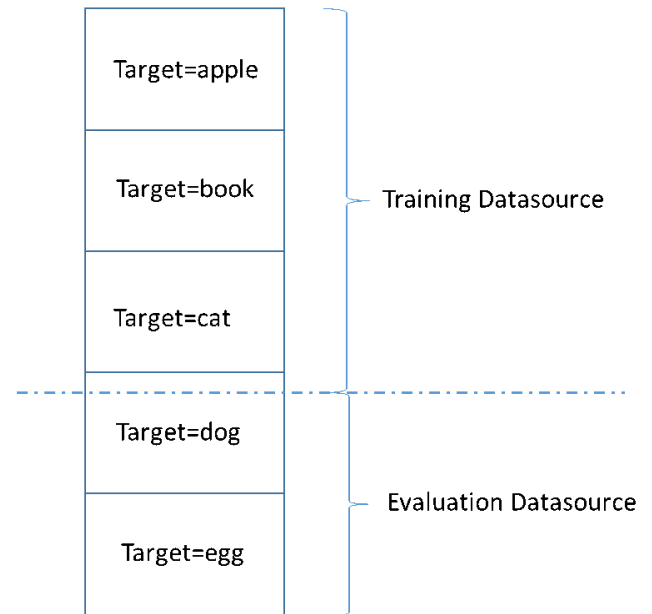 Target=apple
Target=book
Training Datasource
Target=cat
Target=dog
Evaluation Datasource
Target=egg